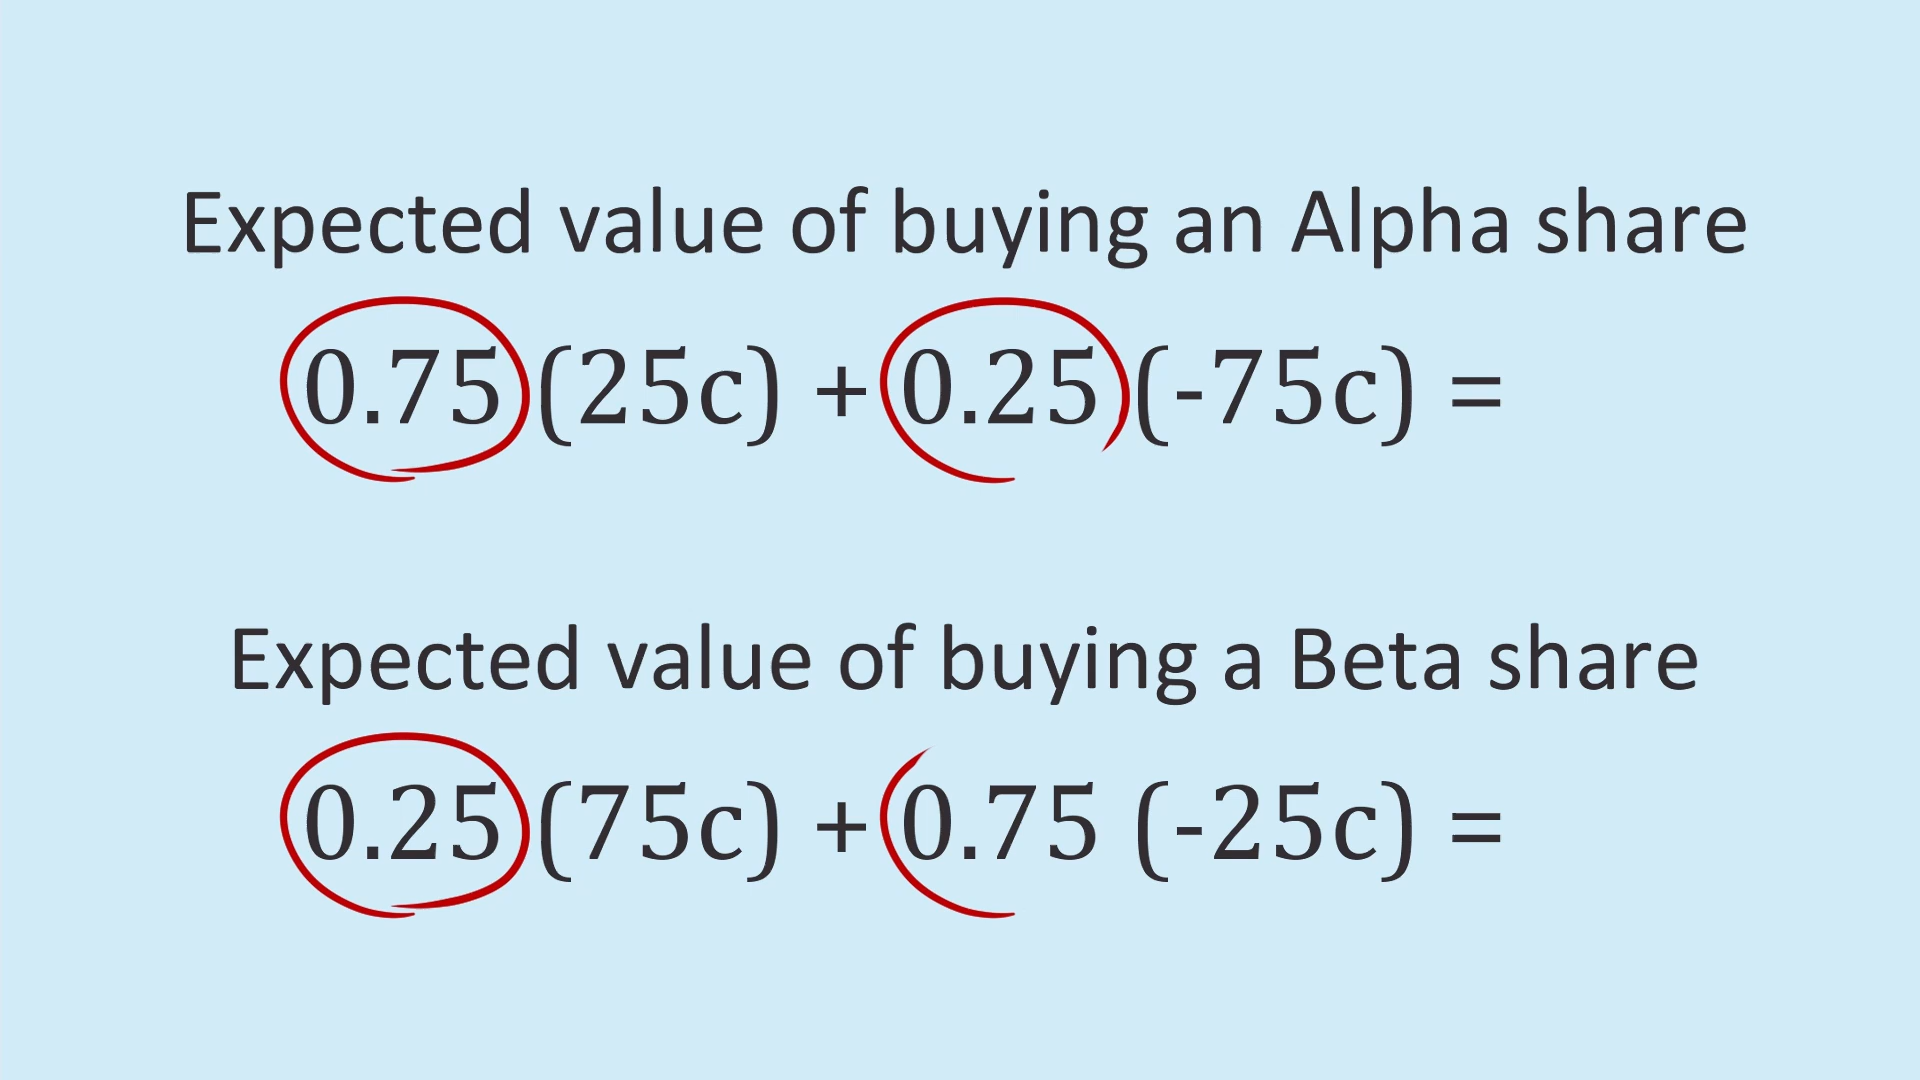 Expected value of buying an Alpha share
0.75(25c) + 0.25(-75c) =
Expected value of buying a Beta share
0.25(75c) + 0.75 (-25c) =